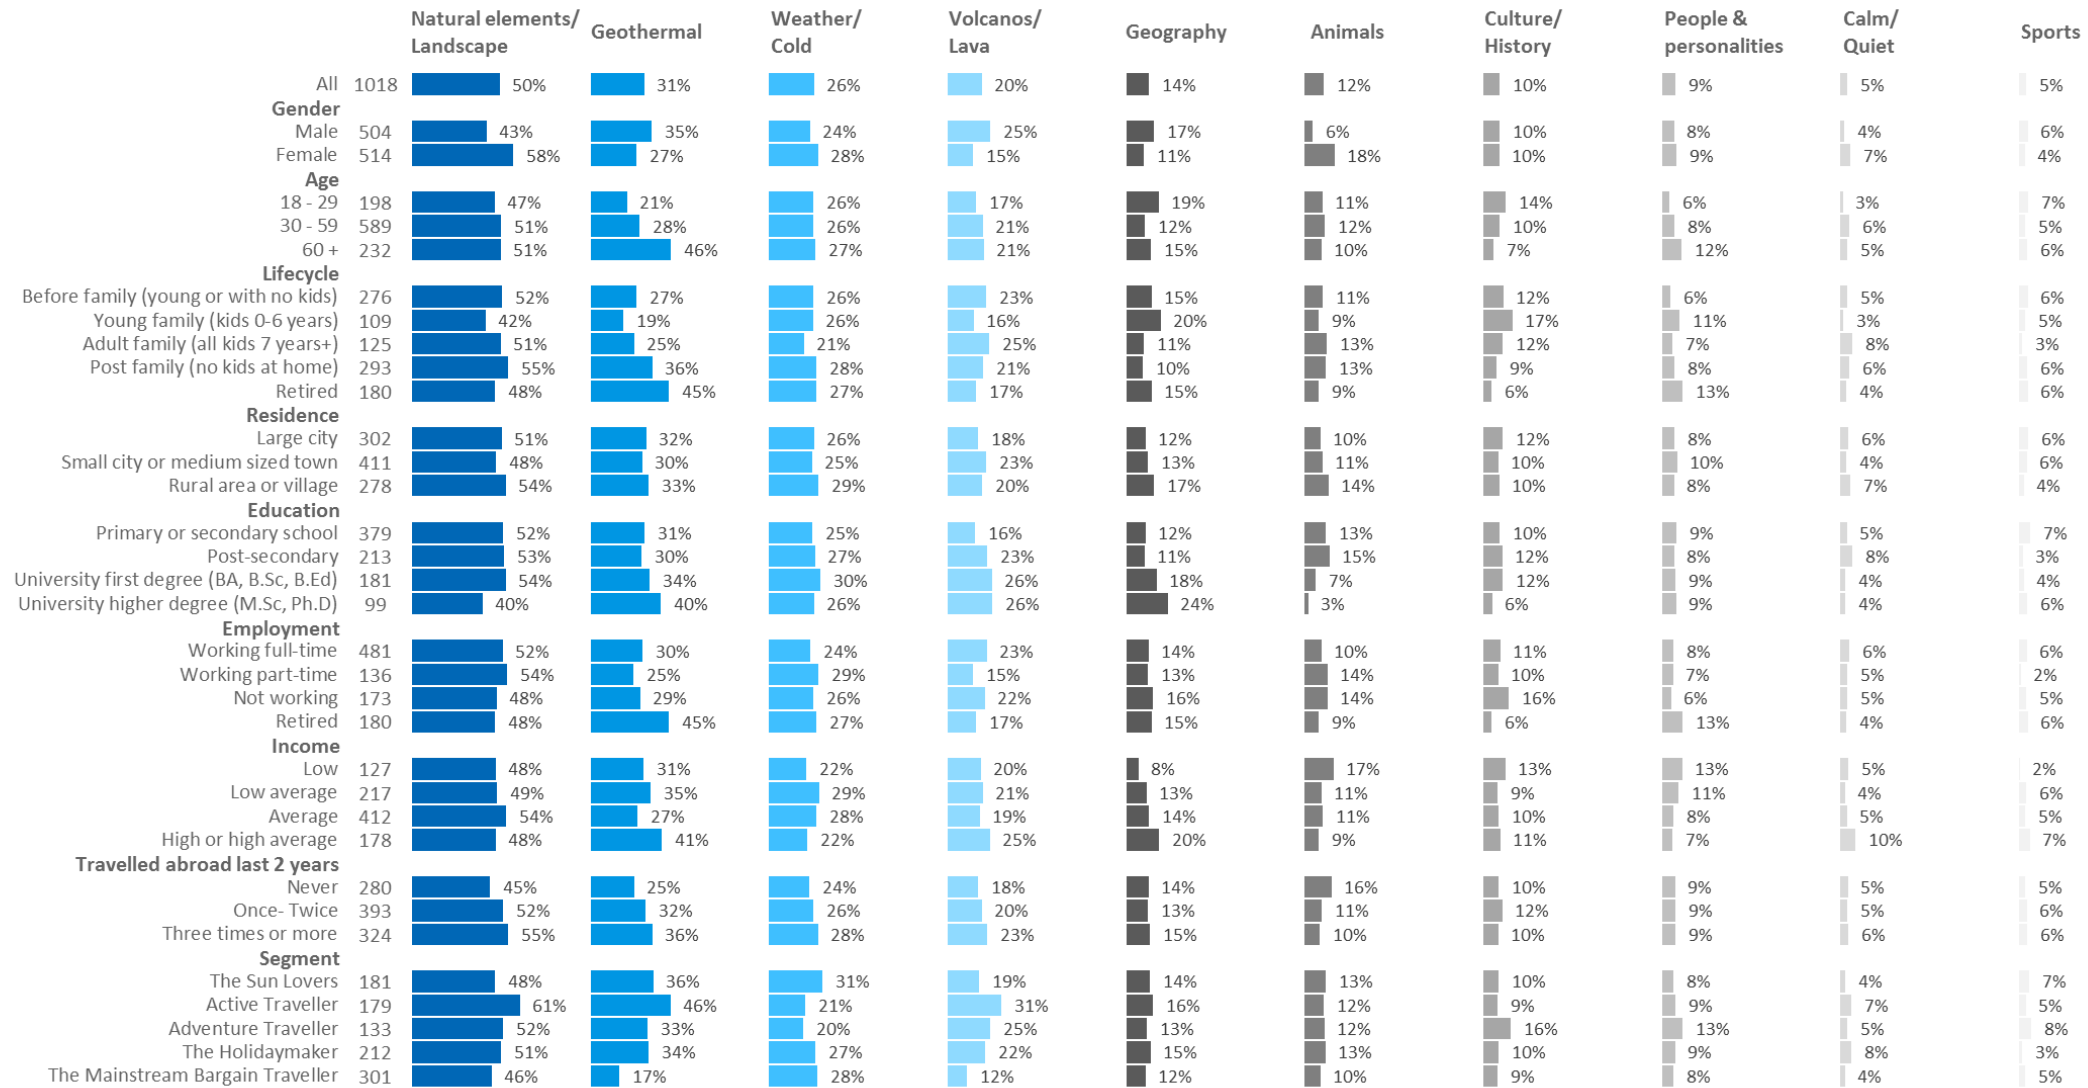 Natural elements/ Landscape Geothermal Weather/ Cold Volcanos/ Lava Geography Animals Culture/ History People & personalities Calm/ Quiet Sports
All 1018 50% 31% 26% 20% 14% 12% 10% 9% 5% 5%
Gender
Male 504 43% 35% 24% 25% 17% 6% 10% 8% 4% 6%
Female 514 58% 27% 28% 15% 11% 18% 10% 9% 7% 4%
Age
18 - 29 198 47% 21% 26% 17% 19% 11% 14% 6% 3% 7%
30 - 59 589 51% 28% 26% 21% 12% 12% 10% 8% 6% 5%
60 + 232 51% 46% 27% 21% 15% 10% 7% 12% 5% 6%
Lifecycle
Before family (young or with no kids) 276 52% 27% 26% 23% 15% 11% 12% 6% 5% 6%
Young family (kids 0-6 years) 109 42% 19% 26% 16% 20% 9% 17% 11% 3% 5%
Adult family (all kids 7 years+) 125 51% 25% 21% 25% 11% 13% 12% 7% 8% 3%
Post family (no kids at home) 293 55% 36% 28% 21% 10% 13% 9% 8% 6% 6%
Retired 180 48% 45% 27% 17% 15% 9% 6% 13% 4% 6%
Residence
Large city 302 51% 32% 26% 18% 12% 10% 12% 8% 6% 6%
Small city or medium sized town 411 48% 30% 25% 23% 13% 11% 10% 10% 4% 6%
Rural area or village 278 54% 33% 29% 20% 17% 14% 10% 8% 7% 4%
Education
Primary or secondary school 379 52% 31% 25% 16% 12% 13% 10% 9% 5% 7%
Post-secondary 213 53% 30% 27% 23% 11% 15% 12% 8% 8% 3%
University first degree (BA, B.Sc, B.Ed) 181 54% 34% 30% 26% 18% 7% 12% 9% 4% 4%
University higher degree (M.Sc, Ph.D) 99 40% 40% 26% 26% 24% 3% 6% 9% 4% 6%
Employment
Working full-time 481 52% 30% 24% 23% 14% 10% 11% 8% 6% 6%
Working part-time 136 54% 25% 29% 15% 13% 14% 10% 7% 5% 2%
Not working 173 48% 29% 26% 22% 16% 14% 16% 6% 5% 5%
Retired 180 48% 45% 27% 17% 15% 9% 6% 13% 4% 6%
Income
Low 127 48% 31% 22% 20% 8% 17% 13% 13% 5% 2%
Low average 217 49% 35% 29% 21% 13% 11% 9% 11% 4% 6%
Average 412 54% 27% 28% 19% 14% 11% 10% 8% 5% 5%
High or high average 178 48% 41% 22% 25% 20% 9% 11% 7% 10% 7%
Travelled abroad last 2 years
Never 280 45% 25% 24% 18% 14% 16% 10% 9% 5% 5%
Once- Twice 393 52% 32% 26% 20% 13% 11% 12% 9% 5% 6%
Three times or more 324 55% 36% 28% 23% 15% 10% 10% 9% 6% 6%
Segment
The Sun Lovers 181 48% 36% 31% 19% 14% 13% 10% 8% 4% 7%
Active Traveller 179 61% 46% 21% 31% 16% 12% 9% 9% 7% 5%
Adventure Traveller 133 52% 33% 20% 25% 13% 12% 16% 13% 5% 8%
The Holidaymaker 212 51% 34% 27% 22% 15% 13% 10% 9% 8% 3%
The Mainstream Bargain Traveller 301 46% 17% 28% 12% 12% 10% 9% 8% 4% 5%